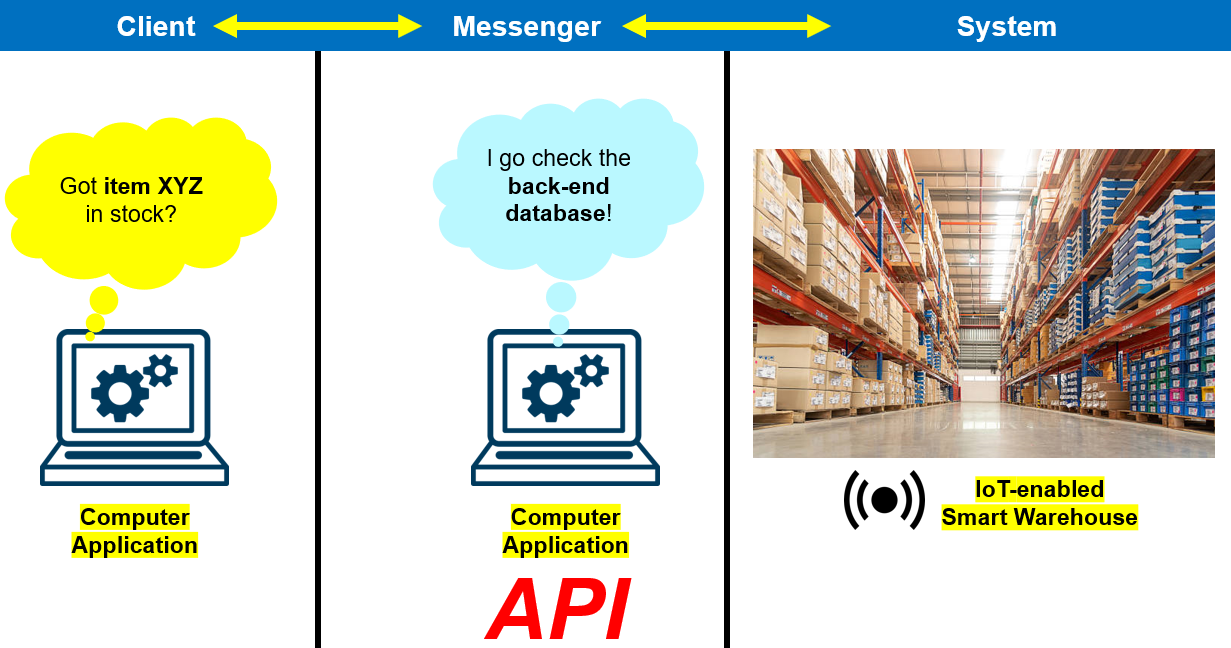 Client
Messenger
System
Got item XYZ
in stock?
I go check the
back-end
database!
Computer
Application
Computer
Application
API
IoT-enabled
Smart Warehouse